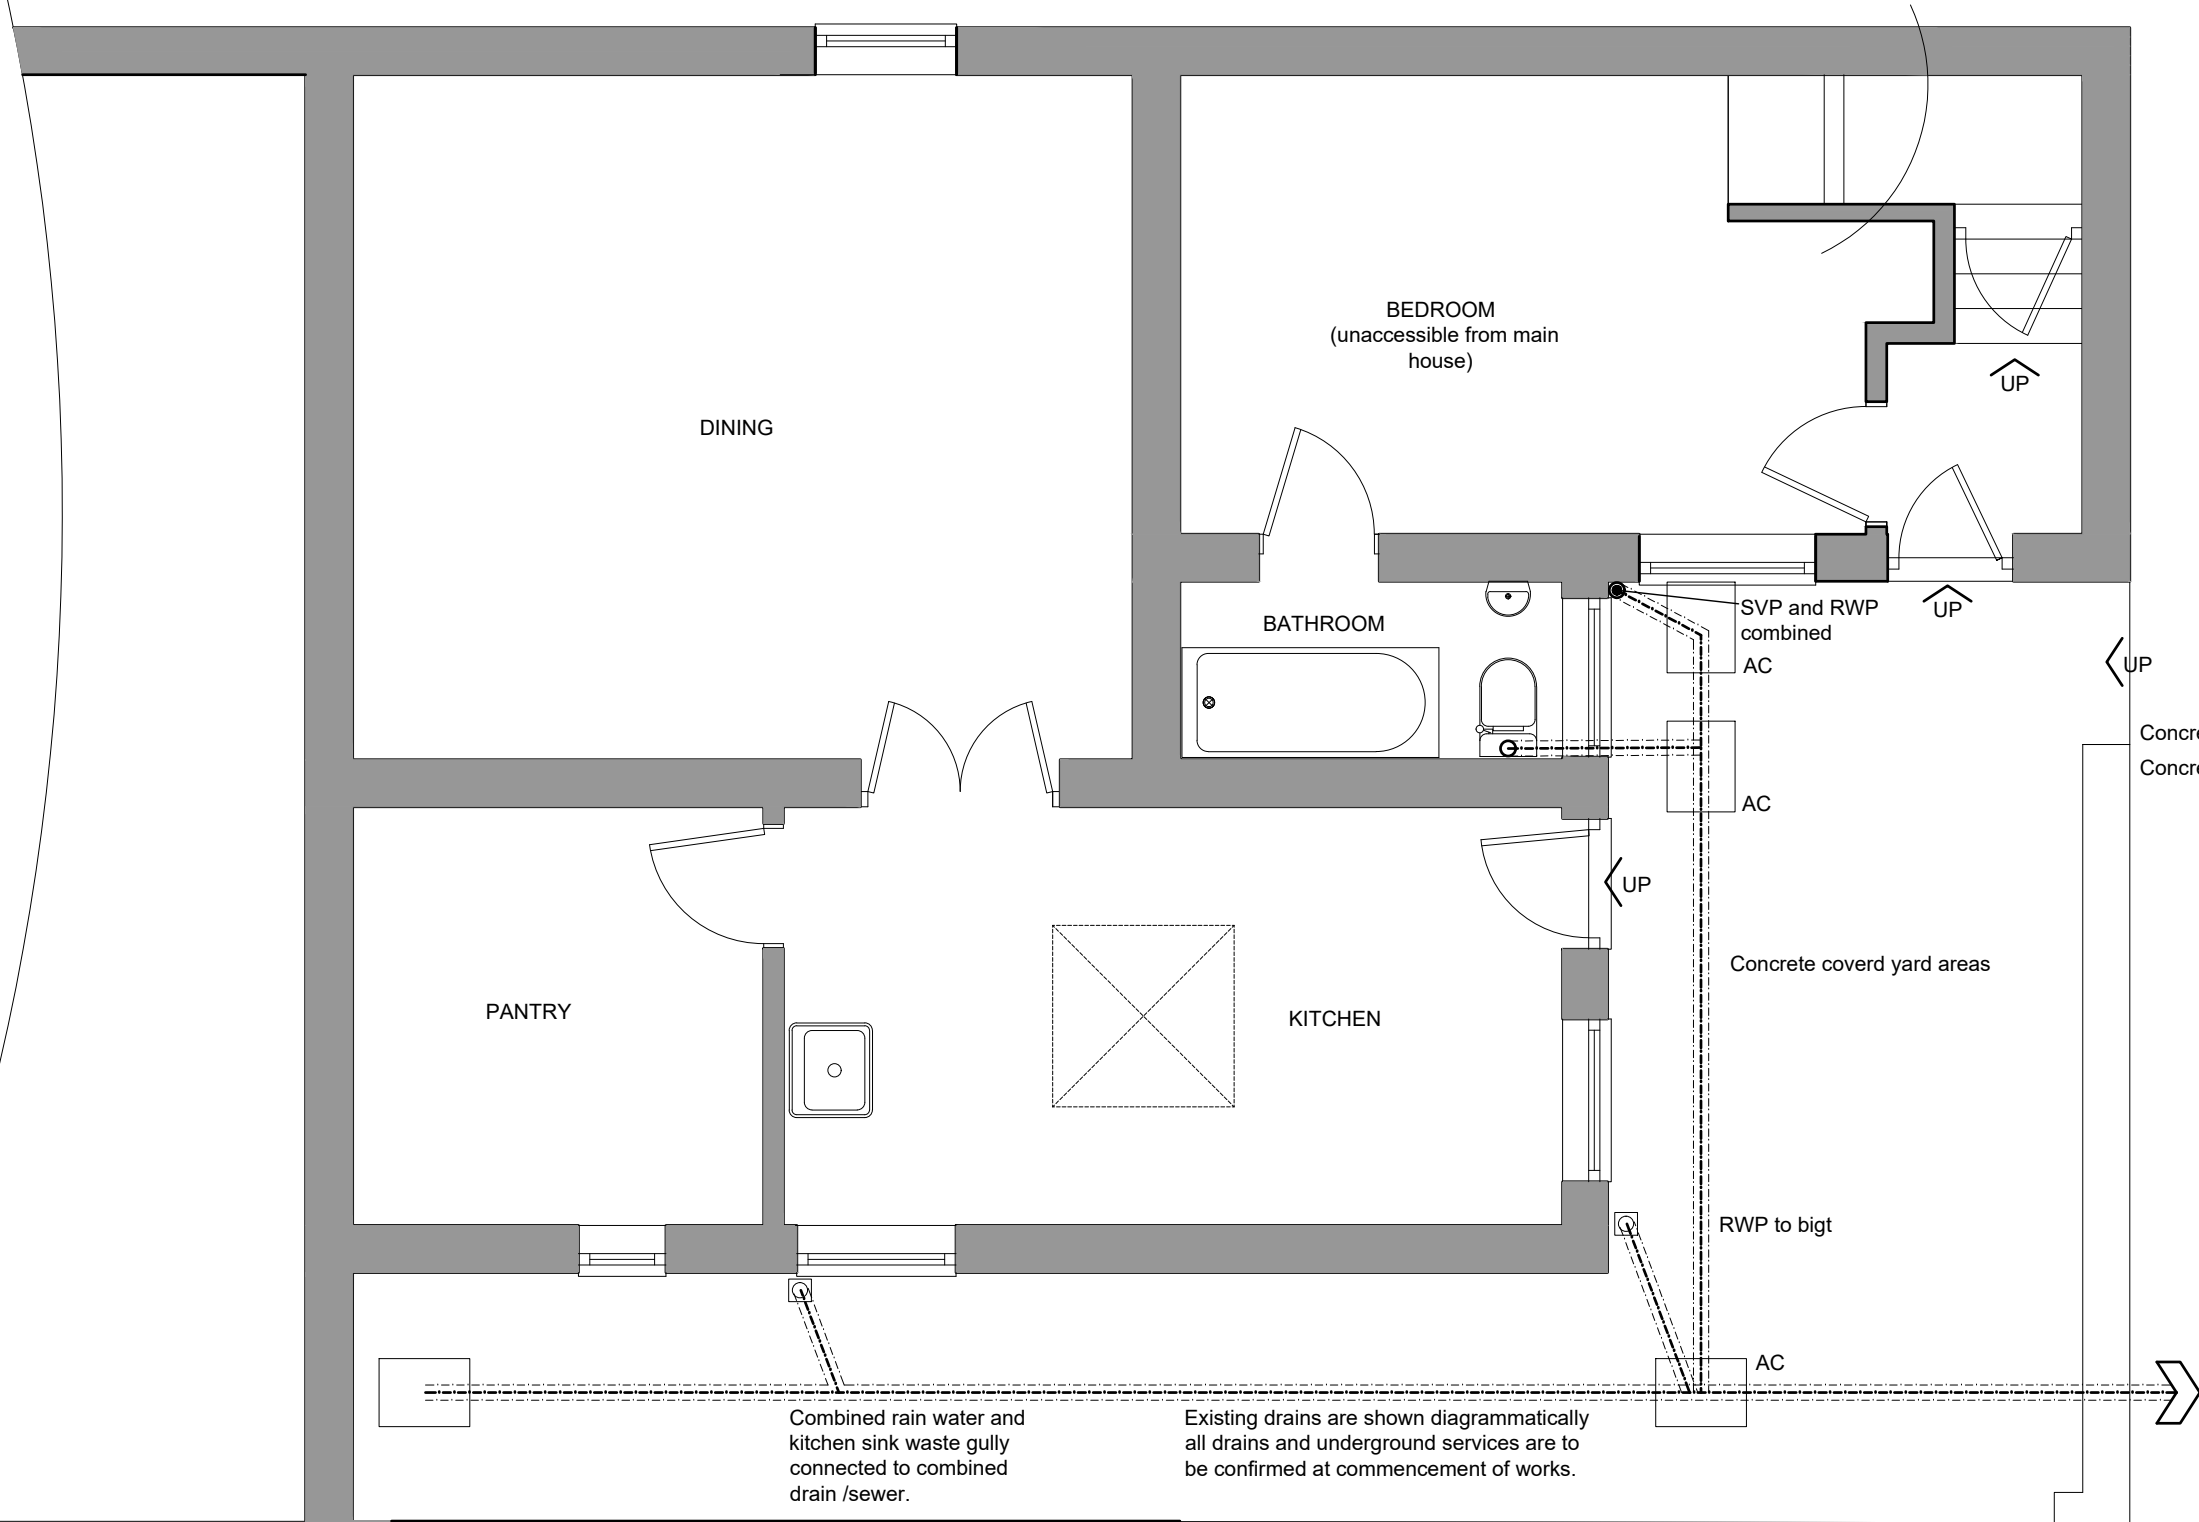 BEDROOM
(unaccessible from main
house)
UP
DINING
BATHROOM
SVP and RWP
combined
UP
AC
UP
Concre
Concre
AC
UP
Concrete coverd yard areas
PANTRY
KITCHEN
RWP to bigt
AC
Combined rain water and
kitchen sink waste gully
connected to combined
drain /sewer.
Existing drains are shown diagrammatically
all drains and underground services are to
be confirmed at commencement of works.